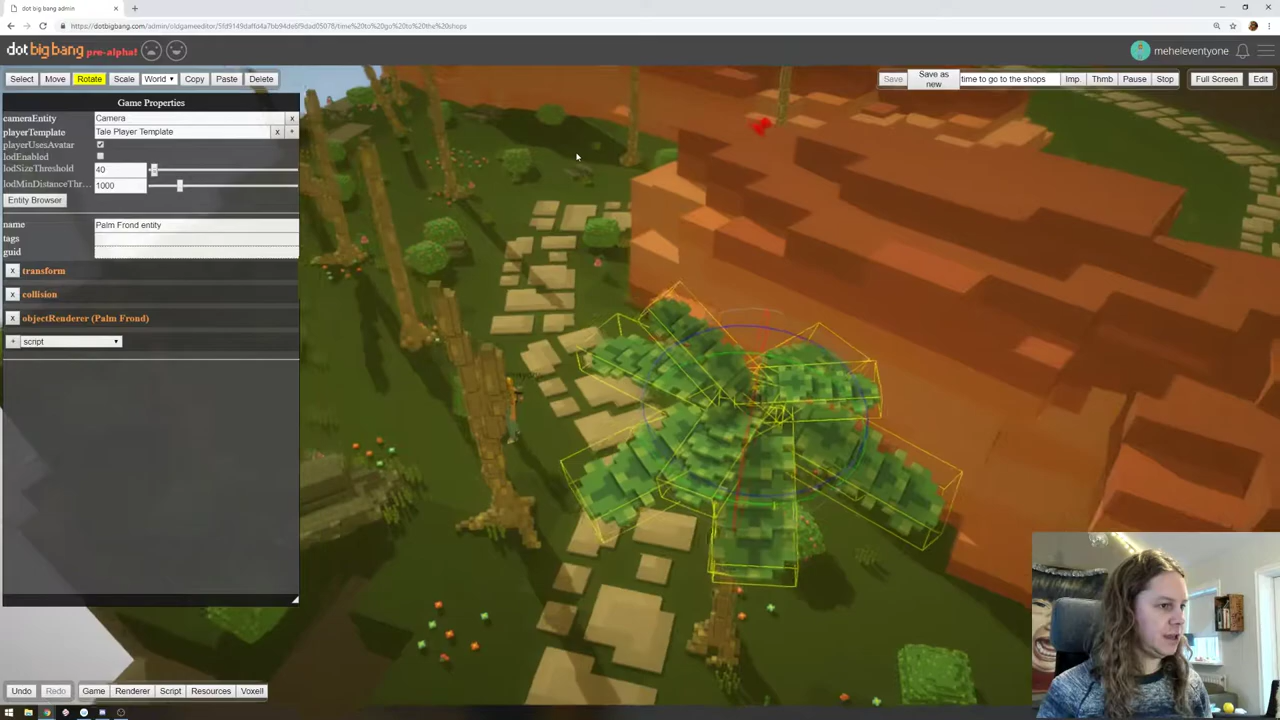 dot big bang admin
https://dotbigbang.com/admin/oldgameeditor/5fd9149daffd4a7bb94de6f9dad05078/time%20to%20go%20to%20the%20shops
dot big bang pre-alpha!
meheleventyone
Select Move Rotate Scale World Copy Paste Delete
Save Save as new time to go to the shops Imp. Thmb Pause Stop Full Screen Edit
Game Properties
cameraEntity Camera x
playerTemplate Tale Player Template x +
playerUsesAvatar
lodEnabled
lodSizeThreshold 40
lodMinDistanceThr... 1000
Entity Browser
name Palm Frond entity
tags
guid
x transform
x collision
x objectRenderer (Palm Frond)
+ script
Undo Redo Game Renderer Script Resources Voxell